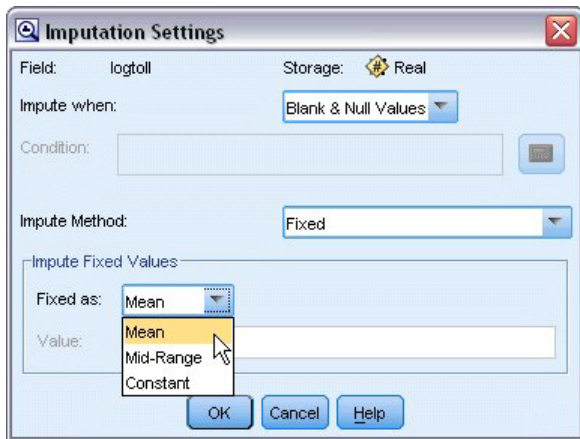 Imputation Settings
Field: logtoll Storage: Real
Impute when: Blank & Null Values
Condition:
Impute Method: Fixed
Impute Fixed Values
Fixed as: Mean
Value:
Mean
Mid-Range
Constant
OK Cancel Help